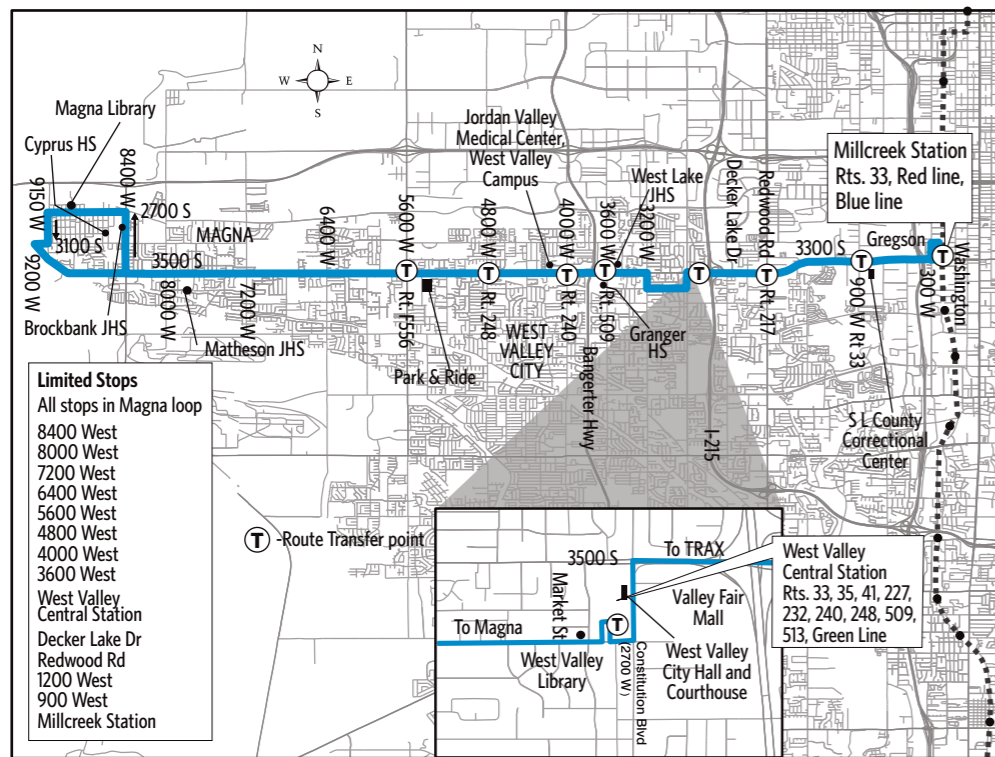 N
W E
S
Magna Library
Cyprus HS
8400 W
9150 W
2700 S
3100 S
MAGNA
9200 W
3500 S
Brockbank JHS
8000 W
Matheson JHS
7200 W
6400 W
5600 W
Rt. F556
Park & Ride
4800 W
Rt. 248
WEST
VALLEY
CITY
Jordan Valley
Medical Center,
West Valley
Campus
4000 W
Rt. 240
Bangerter Hwy
3600 W
Rt. 509
West Lake
JHS
3200 W
Granger
HS
I-215
Decker Lake Dr
Redwood Rd
Rt. 217
3300 S
900 W Rt 33
S L County
Correctional
Center
Gregson
300 W
Washington
Millcreek Station
Rts. 33, Red line,
Blue line
T
T
T
T
T
T
T
T
Limited Stops
All stops in Magna loop
8400 West
8000 West
7200 West
6400 West
5600 West
4800 West
4000 West
3600 West
West Valley
Central Station
Decker Lake Dr
Redwood Rd
1200 West
900 West
Millcreek Station
T -Route Transfer point
3500 S
To TRAX
Market St
To Magna
T
West Valley
Library
Constitution Blvd
(2700 W)
Valley Fair
Mall
West Valley
City Hall and
Courthouse
West Valley
Central Station
Rts. 33, 35, 41, 227,
232, 240, 248, 509,
513, Green Line